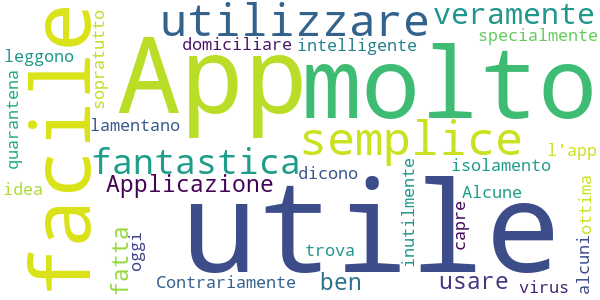 utilizzare
veramente
specialmente
domiciliare
intelligente
leggono
sopratutto
facile
App
molto
quarantena
lamentano
semplice
l'app
fantastica
dicono
isolamento
idea
Applicazione
inutilmente
Alcune
ottima
utile
capre
fatta
oggi
trova
alcuni
Contrariamente
ben
usare
virus